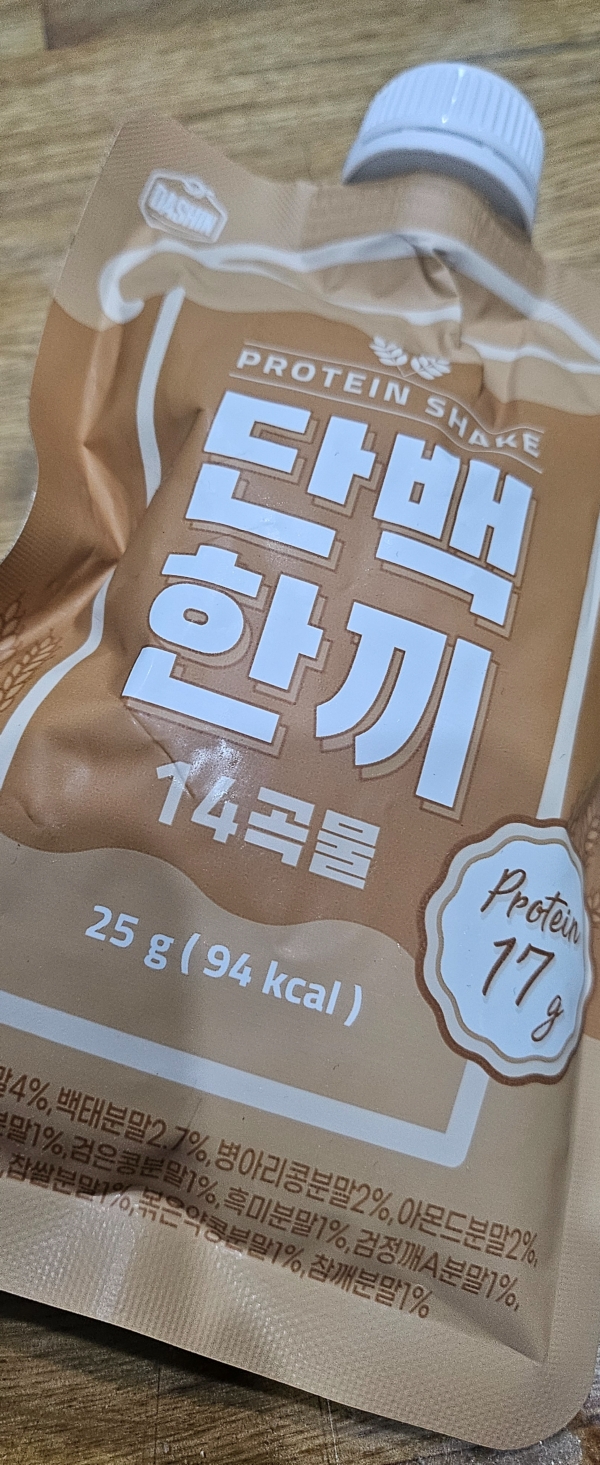 DASHIN
PROTEIN SHAKE
단백
한끼
14곡물
25 g ( 94 kcal )
Protein
17 g
말4%, 백태분말2.7%, 병아리콩분말2%, 아몬드분말2%,
분말1%, 검은콩분말1%, 흑미분말1%, 검정깨A분말1%,
찹쌀분말1%, 볶은약콩분말1%, 참깨분말1%